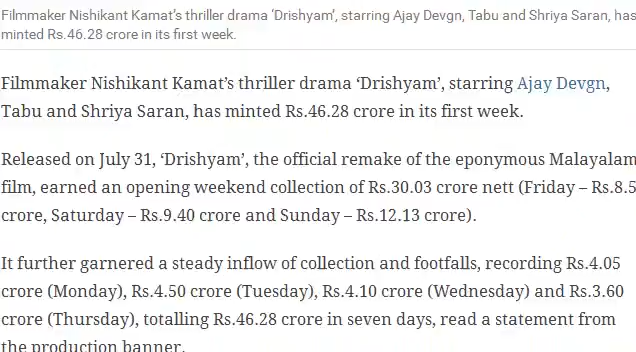 Filmmaker Nishikant Kamat's thriller drama 'Drishyam', starring Ajay Devgn, Tabu and Shriya Saran, has
minted Rs.46.28 crore in its first week.
Filmmaker Nishikant Kamat’s thriller drama ‘Drishyam’, starring Ajay Devgn,
Tabu and Shriya Saran, has minted Rs.46.28 crore in its first week.
Released on July 31, ‘Drishyam’, the official remake of the eponymous Malayalam
film, earned an opening weekend collection of Rs.30.03 crore nett (Friday – Rs.8.5
crore, Saturday – Rs.9.40 crore and Sunday – Rs.12.13 crore).
It further garnered a steady inflow of collection and footfalls, recording Rs.4.05
crore (Monday), Rs.4.50 crore (Tuesday), Rs.4.10 crore (Wednesday) and Rs.3.60
crore (Thursday), totalling Rs.46.28 crore in seven days, read a statement from
the production banner.